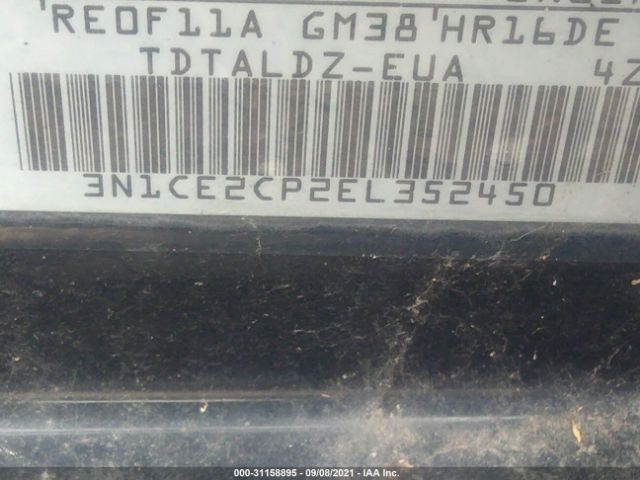 REOF11A GM38 HR16DE
TDTALDZ-EUA 4Z
3N1CE2CP2EL352450
000-31158895 - 09/08/2021 - IAA Inc.